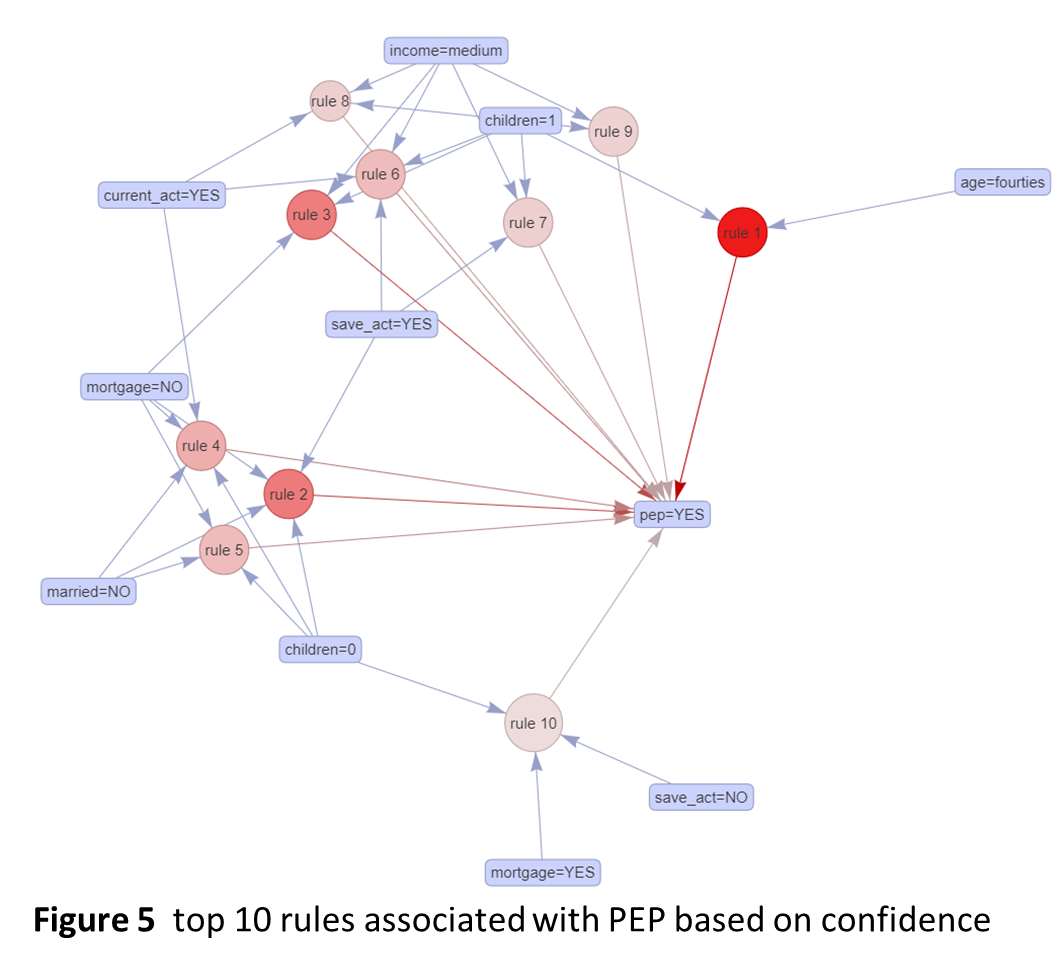 income=medium
rule 8
children=1
rule 9
rule 6
age=fourties
current_act=YES
rule 3
rule 7
rule 1
save_act=YES
mortgage=NO
rule 4
rule 2
pep=YES
rule 5
married=NO
children=0
rule 10
save_act=NO
mortgage=YES
Figure 5 top 10 rules associated with PEP based on confidence